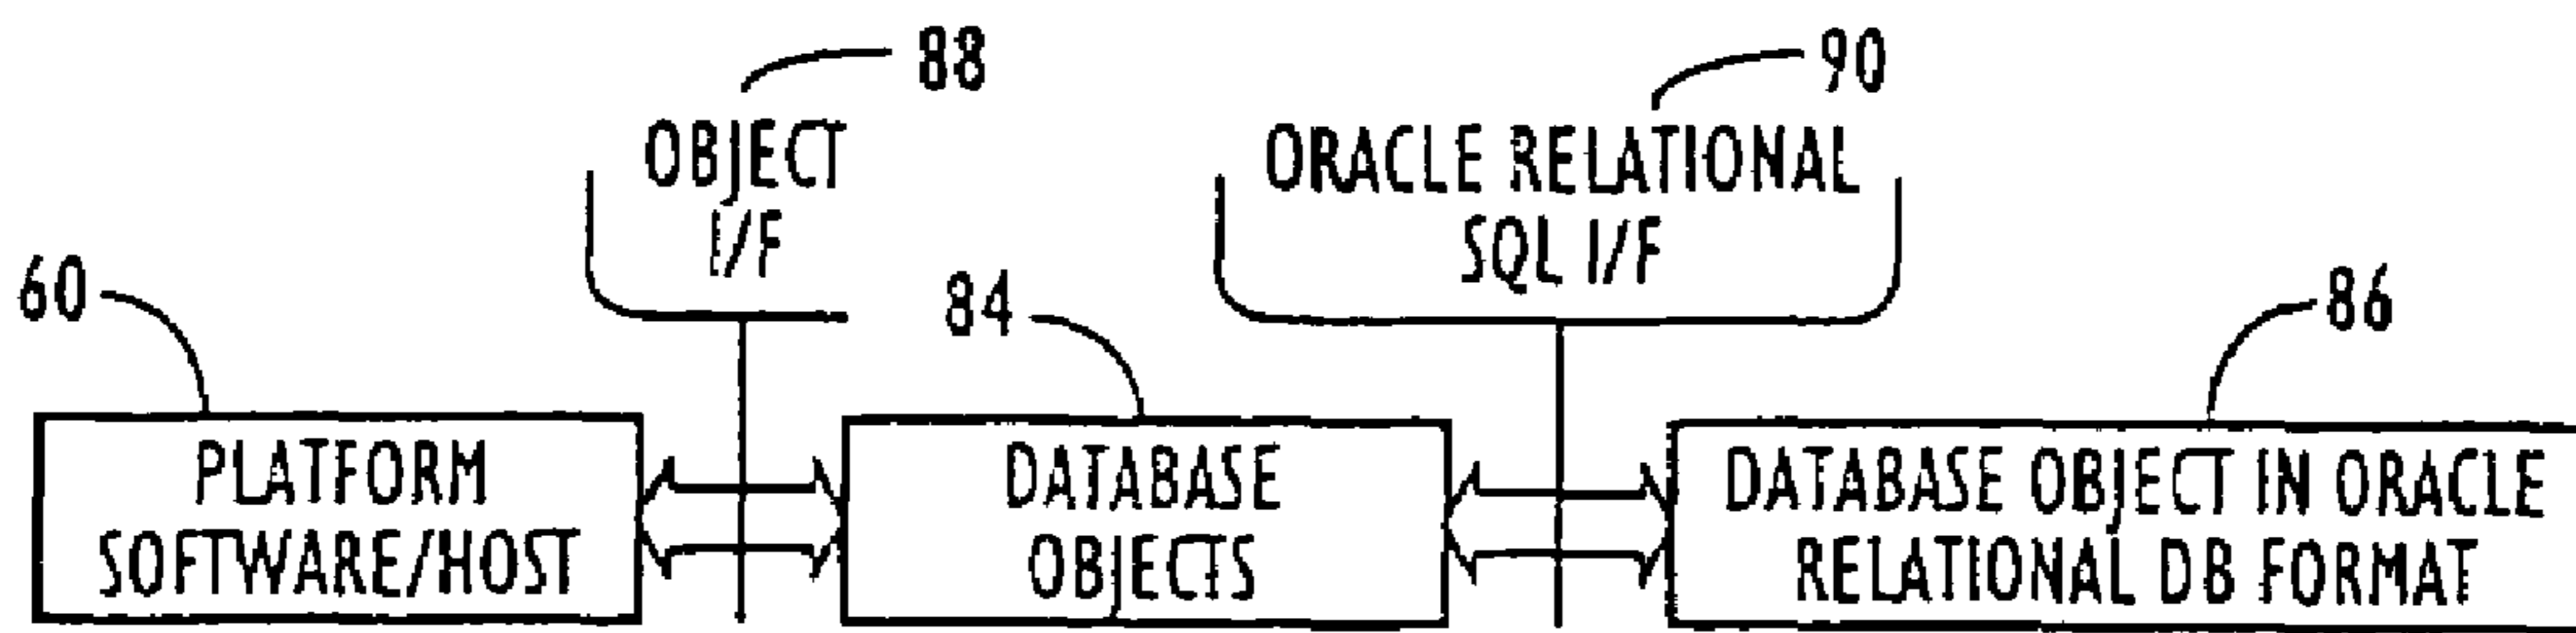 88
OBJECT
I/F
90
ORACLE RELATIONAL
SQL I/F
60
PLATFORM
SOFTWARE/HOST
84
DATABASE
OBJECTS
86
DATABASE OBJECT IN ORACLE
RELATIONAL DB FORMAT